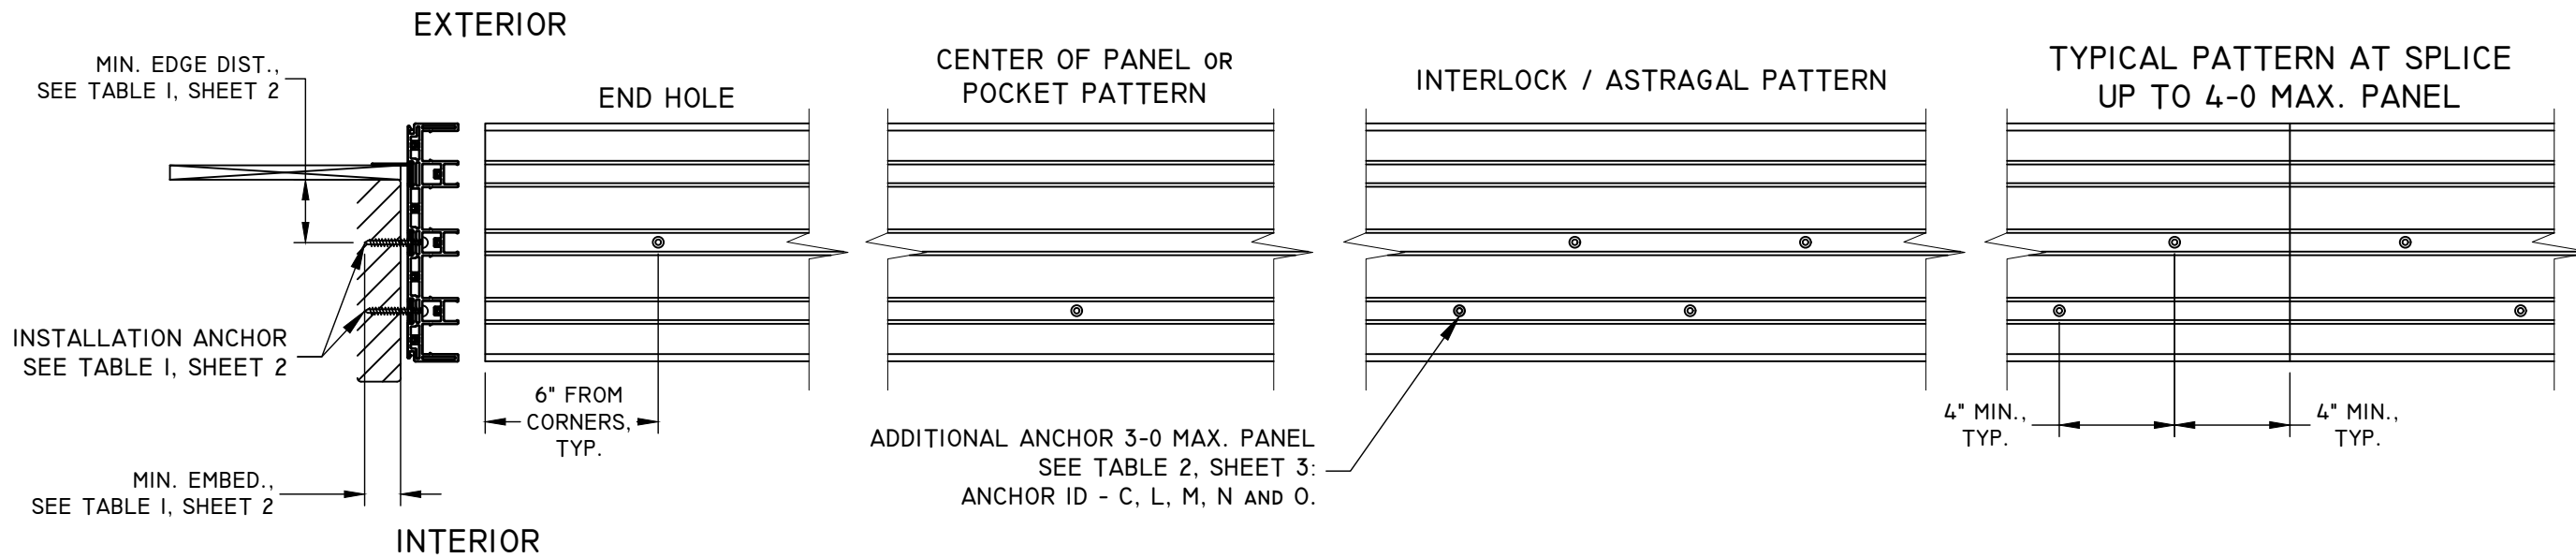 EXTERIOR
MIN. EDGE DIST.,
SEE TABLE 1, SHEET 2
END HOLE
CENTER OF PANEL OR
POCKET PATTERN
INTERLOCK / ASTRAGAL PATTERN
TYPICAL PATTERN AT SPLICE
UP TO 4-0 MAX. PANEL
INSTALLATION ANCHOR
SEE TABLE 1, SHEET 2
6" FROM
CORNERS,
TYP.
MIN. EMBED.,
SEE TABLE 1, SHEET 2
INTERIOR
ADDITIONAL ANCHOR 3-0 MAX. PANEL
SEE TABLE 2, SHEET 3:
ANCHOR ID - C, L, M, N AND O.
4" MIN.,
TYP.
4" MIN.,
TYP.